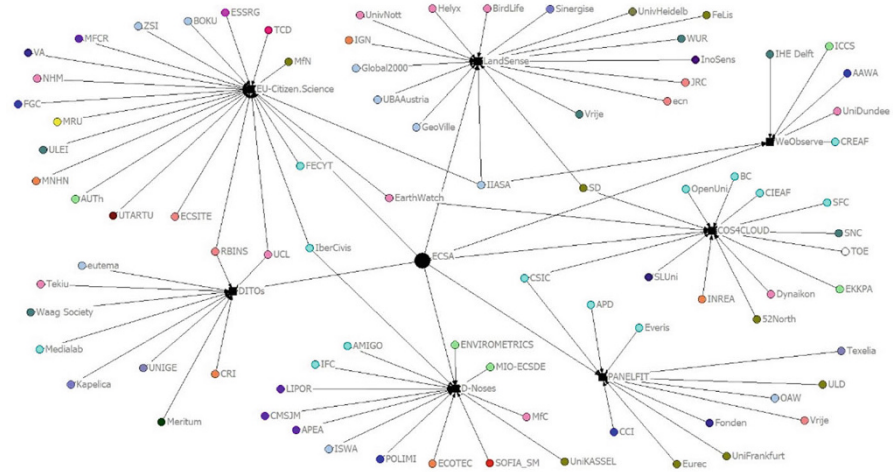 ESSRG
BOKU
ZSI
TCD
MFCR
VA
MfN
NHM
EU-Citizen.Science
FGC
MRU
ULEI
MNHN
FECYT
AUTh
UTARTU
ECSITE
EarthWatch
UnivNott
Helyx
BirdLife
Sinergise
UnivHeidelb
FeLis
IGN
WUR
LandSense
InoSens
Global2000
JRC
UBAAustria
ecn
Vrije
GeoVille
IHE Delft
ICCS
AAWA
UniDundee
WeObserve
CREAF
IIASA
SD
BC
OpenUni
CIEAF
SFC
COS4CLOUD
SNC
TOE
SLUni
EKKPA
INREA
Dynaikon
52North
RBINS
UCL
IberCivis
ECSA
CSIC
eutema
Tekiu
DITOs
Waag Society
Medialab
UNIGE
Kapelica
CRI
Meritum
AMIGO
ENVIROMETRICS
IFC
MIO-ECSDE
LIPOR
D-Noses
CMSJM
APEA
MfC
ISWA
POLIMI
ECOTEC
SOFIA_SM
UniKASSEL
APD
Everis
Texelia
PANELFIT
ULD
OAW
Fonden
Vrije
CCI
UniFrankfurt
Eurec